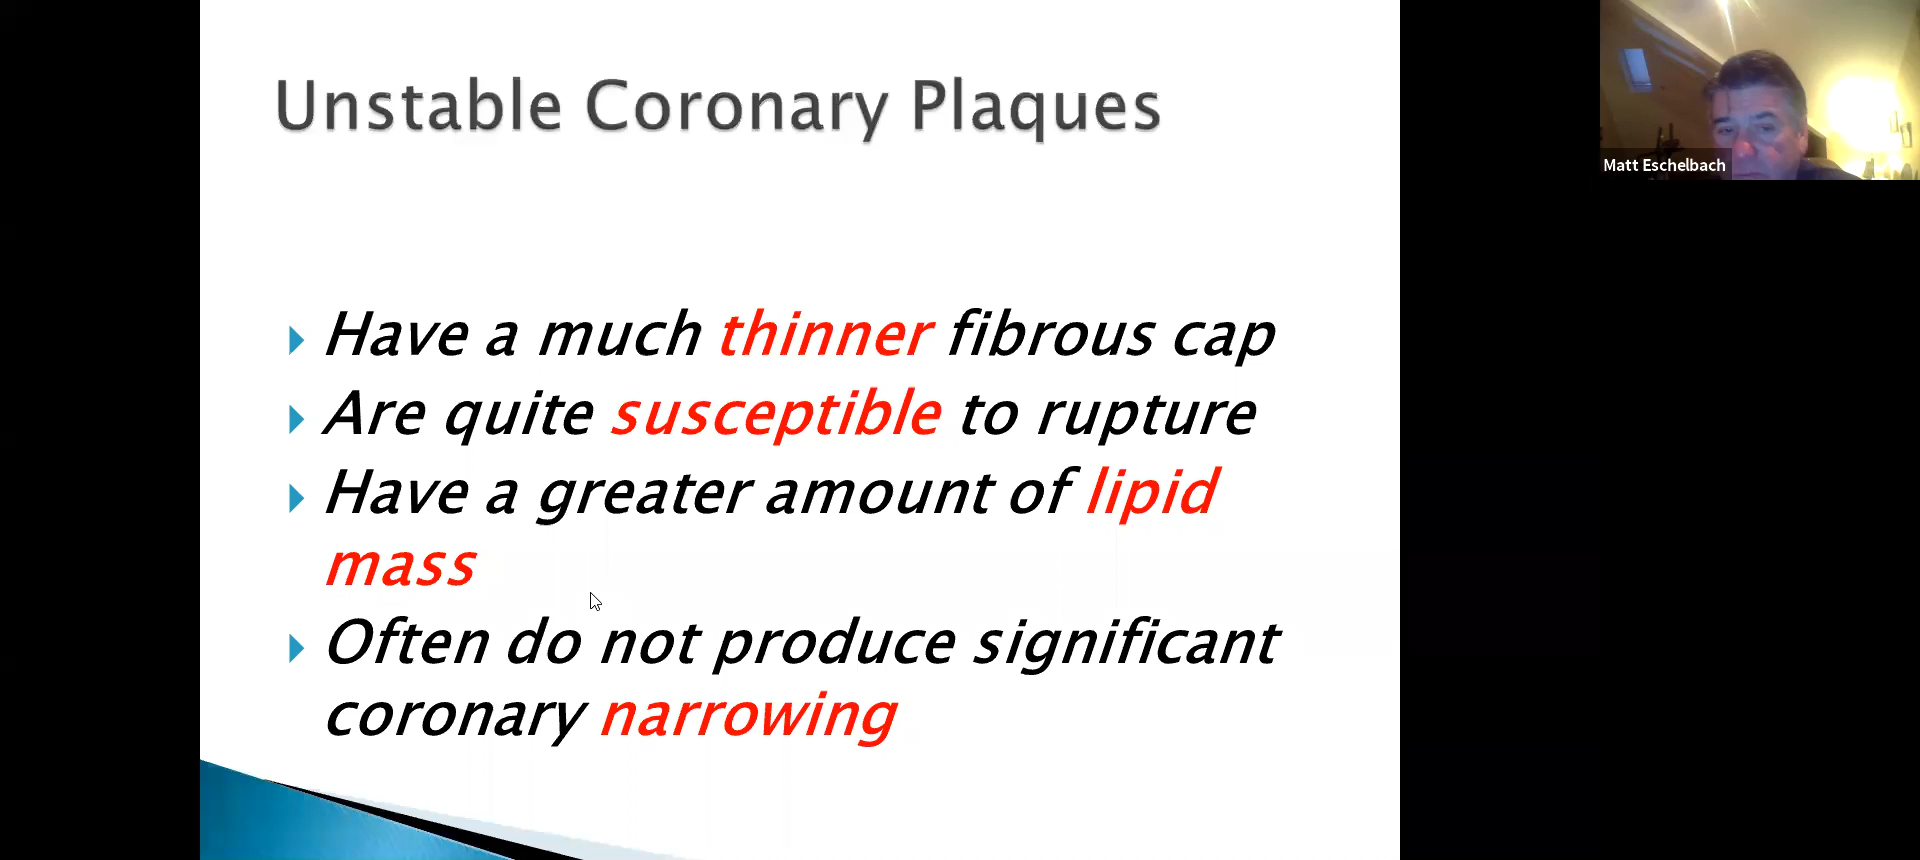 Unstable Coronary Plaques
Have a much thinner fibrous cap
Are quite susceptible to rupture
Have a greater amount of lipid
mass
Often do not produce significant
coronary narrowing
Matt Eschelbach